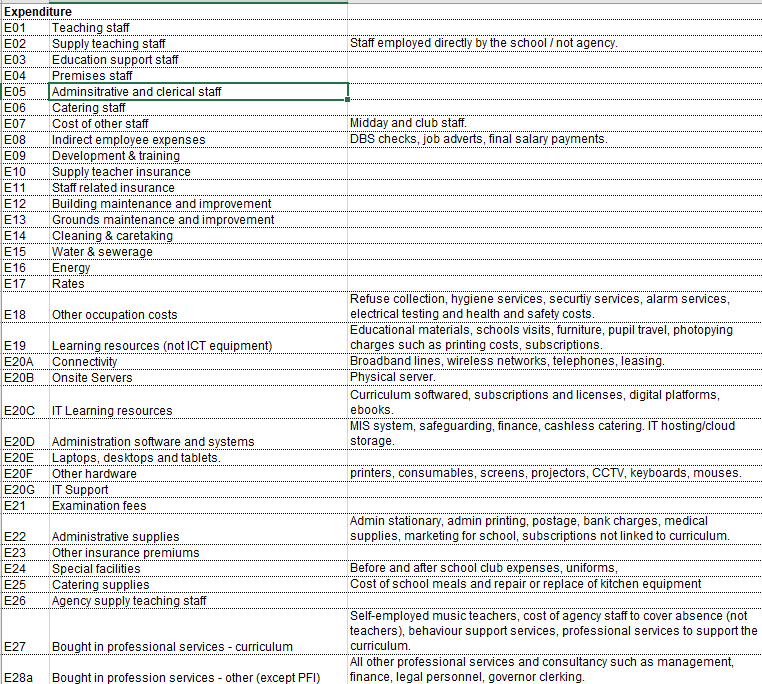 Expenditure
E01 Teaching staff
E02 Supply teaching staff Staff employed directly by the school / not agency.
E03 Education support staff
E04 Premises staff
E05 Adminsitrative and clerical staff
E06 Catering staff
E07 Cost of other staff Midday and club staff.
E08 Indirect employee expenses DBS checks, job adverts, final salary payments.
E09 Development & training
E10 Supply teacher insurance
E11 Staff related insurance
E12 Building maintenance and improvement
E13 Grounds maintenance and improvement
E14 Cleaning & caretaking
E15 Water & sewerage
E16 Energy
E17 Rates
Refuse collection, hygiene services, securtiy services, alarm services,
E18 Other occupation costs electrical testing and health and safety costs.
Educational materials, schools visits, furniture, pupil travel, photopying
E19 Learning resources (not ICT equipment) charges such as printing costs, subscriptions.
E20A Connectivity Broadband lines, wireless networks, telephones, leasing.
E20B Onsite Servers Physical server.
Curriculum softwared, subscriptions and licenses, digital platforms,
E20C IT Learning resources ebooks.
MIS system, safeguarding, finance, cashless catering. IT hosting/cloud
E20D Administration software and systems storage.
E20E Laptops, desktops and tablets.
E20F Other hardware printers, consumables, screens, projectors, CCTV, keyboards, mouses.
E20G IT Support
E21 Examination fees
Admin stationary, admin printing, postage, bank charges, medical
E22 Administrative supplies supplies, marketing for school, subscriptions not linked to curriculum.
E23 Other insurance premiums
E24 Special facilities Before and after school club expenses, uniforms,
E25 Catering supplies Cost of school meals and repair or replace of kitchen equipment
E26 Agency supply teaching staff
Self-employed music teachers, cost of agency staff to cover absence (not
teachers), behaviour support services, professional services to support the
E27 Bought in professional services - curriculum curriculum.
All other professional services and consultancy such as management,
E28a Bought in profession services - other (except PFI) finance, legal personnel, governor clerking.